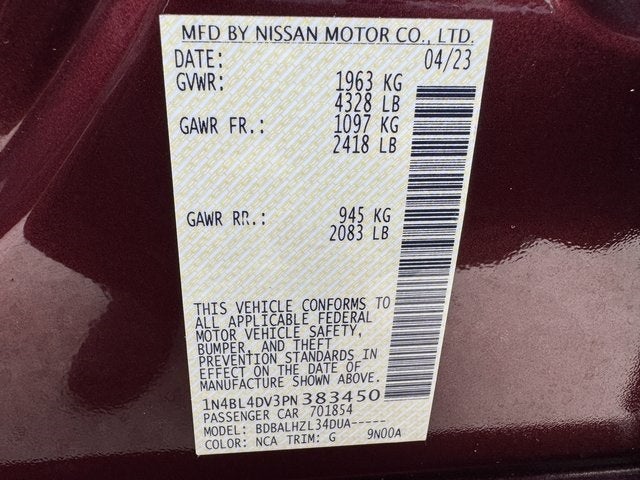 MFD BY NISSAN MOTOR CO., LTD.
DATE: 04/23
GVWR: 1963 KG
4328 LB
GAWR FR.: 1097 KG
2418 LB
GAWR RR.: 945 KG
2083 LB
THIS VEHICLE CONFORMS TO
ALL APPLICABLE FEDERAL
MOTOR VEHICLE SAFETY,
BUMPER, AND THEFT
PREVENTION STANDARDS IN
EFFECT ON THE DATE OF
MANUFACTURE SHOWN ABOVE.
1N4BL4DV3PN 383450
PASSENGER CAR 701854
MODEL: BDBALHZL34DUA-----
COLOR: NCA TRIM: G 9N00A